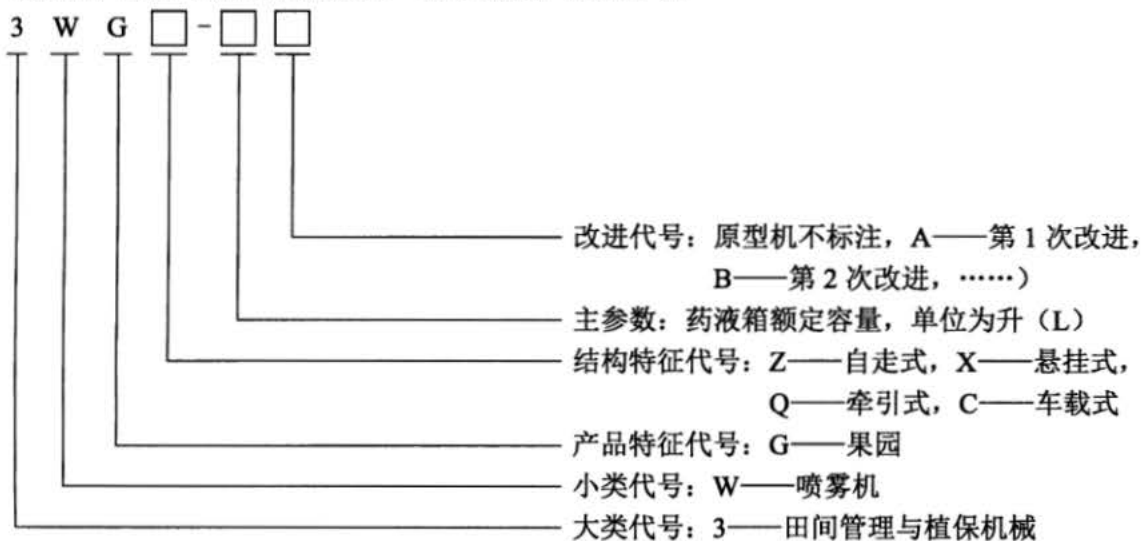 3 W G □-□ □
改进代号：原型机不标注，A——第 1 次改进，
B——第 2 次改进，……）
主参数：药液箱额定容量，单位为升（L）
结构特征代号：Z——自走式，X——悬挂式，
Q——牵引式，C——车载式
产品特征代号：G——果园
小类代号：W——喷雾机
大类代号：3——田间管理与植保机械